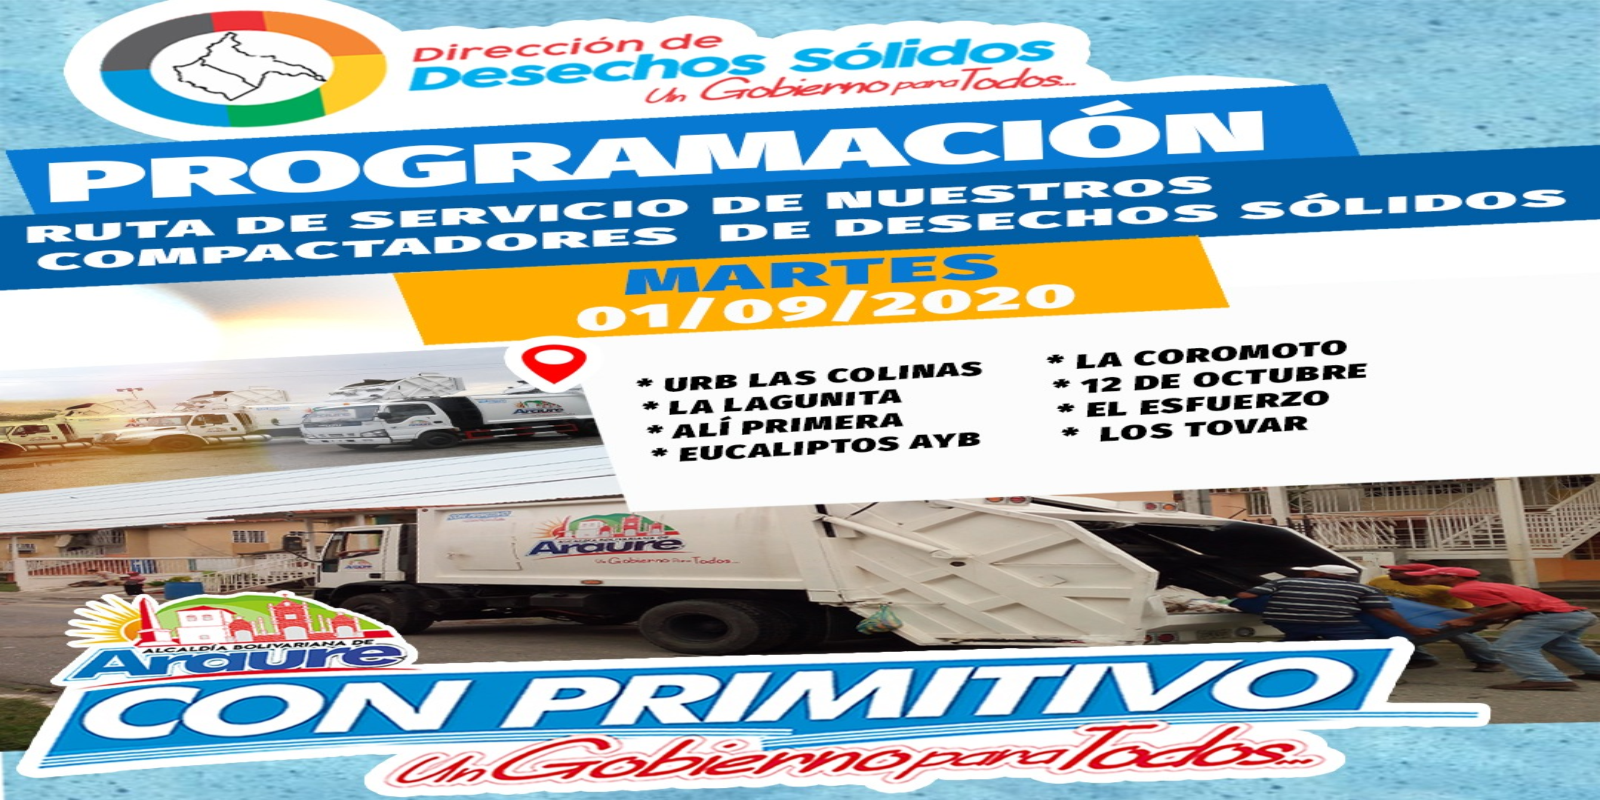 Dirección de
Desechos Sólidos
Un Gobierno para Todos...
PROGRAMACIÓN
RUTA DE SERVICIO DE NUESTROS
COMPACTADORES DE DESECHOS SÓLIDOS
MARTES
01/09/2020
* URB LAS COLINAS
* LA LAGUNITA
* ALÍ PRIMERA
* EUCALIPTOS AYB
* LA COROMOTO
* 12 DE OCTUBRE
* EL ESFUERZO
* LOS TOVAR
Araure
Araure
Un Gobierno Para Todos...
ALCALDÍA BOLIVARIANA DE
Araure
CON PRIMITIVO
Un Gobierno para Todos...